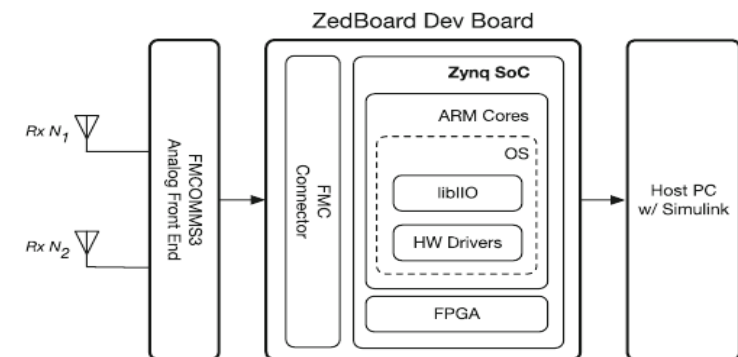 ZedBoard Dev Board
Rx N1
Rx N2
FMCOMMS3
Analog Front End
FMC
Connector
Zynq SoC
ARM Cores
OS
libIIO
HW Drivers
FPGA
Host PC
w/ Simulink